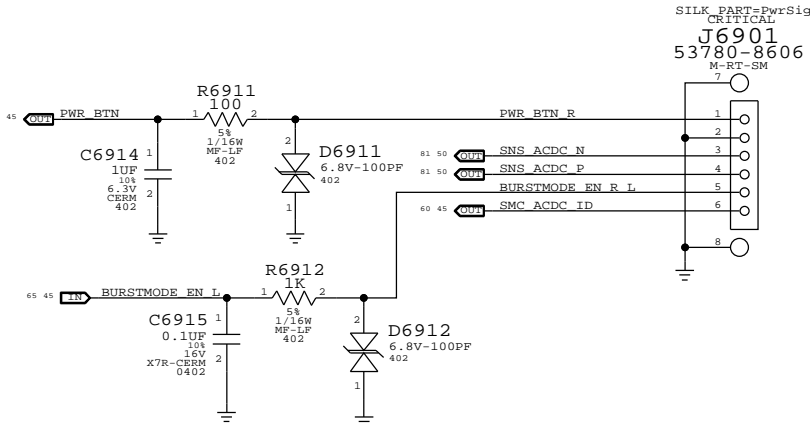 SILK_PART=PwrSig
CRITICAL
J6901
53780-8606
M-RT-SM
7
R6911
100
45 OUT PWR_BTN 1 2 PWR_BTN_R 1
5%
1/16W
MF-LF
402
2
C6914 1
1UF
10%
6.3V
CERM
402
2
2
D6911
6.8V-100PF
402
1
81 50 OUT SNS_ACDC_N 3
81 50 OUT SNS_ACDC_P 4
BURSTMODE_EN_R_L 5
60 45 OUT SMC_ACDC_ID 6
8
R6912
1K
65 45 IN BURSTMODE_EN_L 1 2
5%
1/16W
MF-LF
402
C6915 1
0.1UF
10%
16V
X7R-CERM
0402
2
2
D6912
6.8V-100PF
402
1